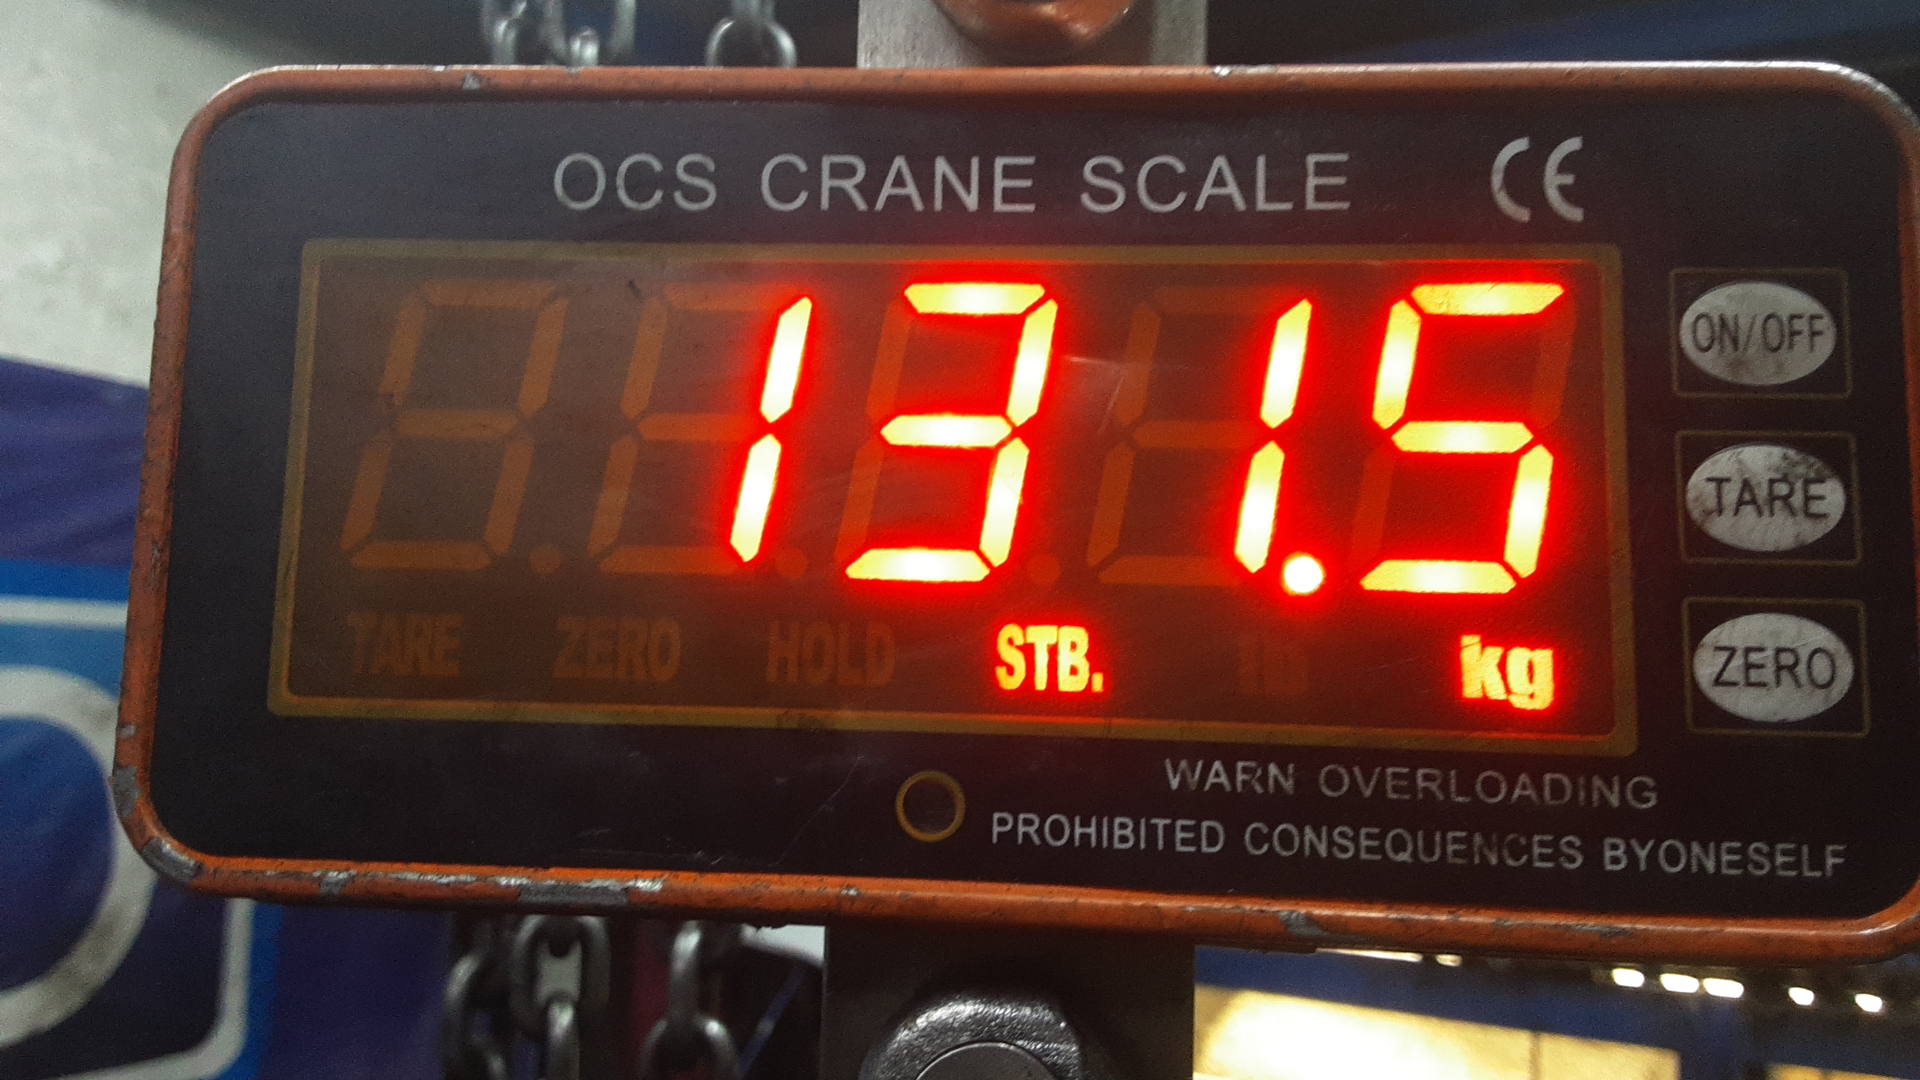 OCS CRANE SCALE CE
131.5
TARE ZERO HOLD STB. lb kg
ON/OFF
TARE
ZERO
WARN OVERLOADING
PROHIBITED CONSEQUENCES BYONESELF